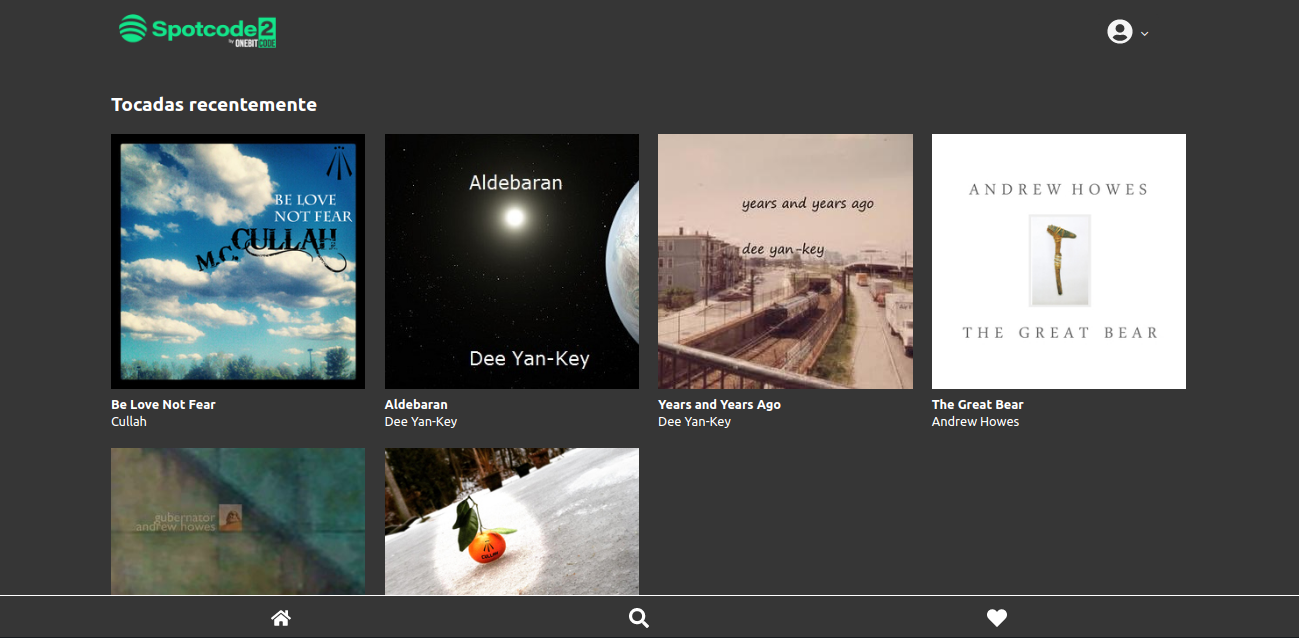 Spotcode2
by ONEBITCODE
Tocadas recentemente
BE LOVE
NOT FEAR
M.C. CULLAH
Aldebaran
Dee Yan-Key
years and years ago
dee yan-key
ANDREW HOWES
THE GREAT BEAR
Be Love Not Fear
Cullah
Aldebaran
Dee Yan-Key
Years and Years Ago
Dee Yan-Key
The Great Bear
Andrew Howes
gubernator
andrew howes
CULLAH